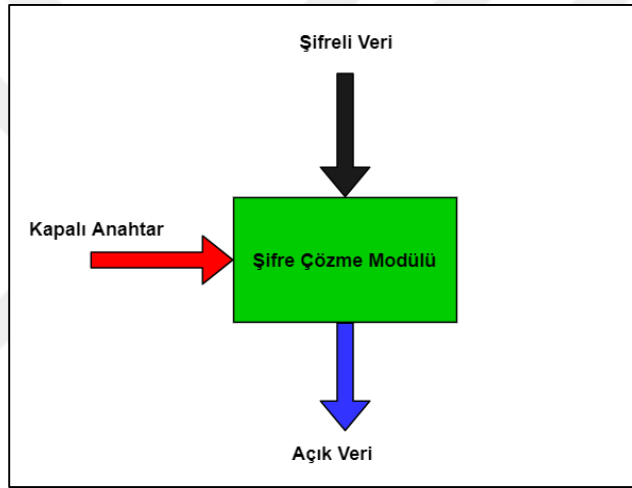 Şifreli Veri
Kapalı Anahtar
Şifre Çözme Modülü
Açık Veri